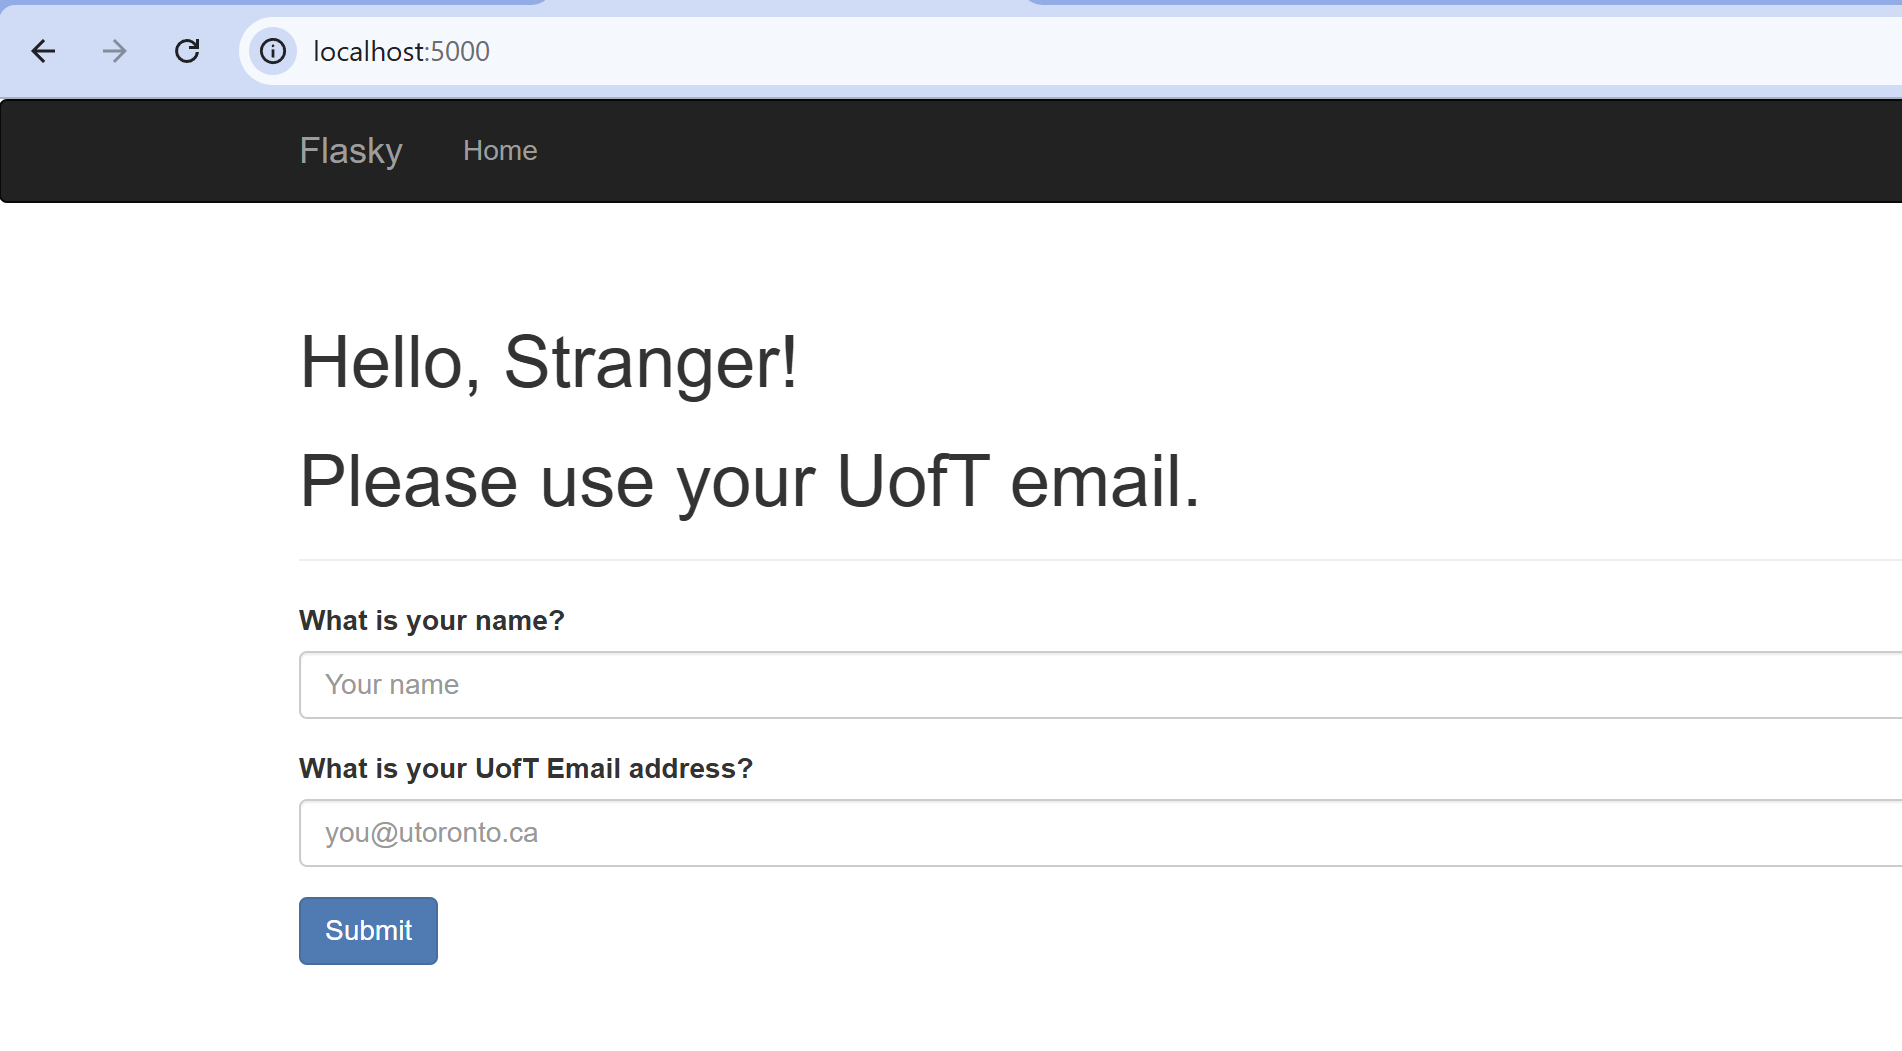 localhost:5000
Flasky Home
Hello, Stranger!
Please use your UofT email.
What is your name?
Your name
What is your UofT Email address?
you@utoronto.ca
Submit